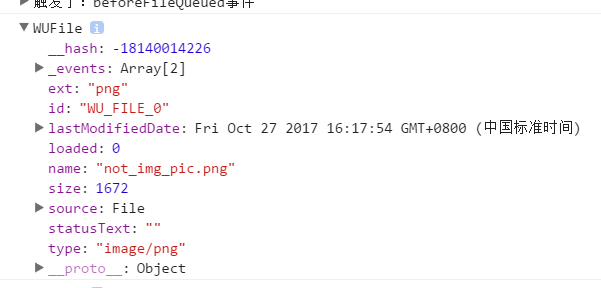 ▶ 触发了：beforeFileQueued事件
▼ WUFile i
__hash: -18140014226
▶ _events: Array[2]
ext: "png"
id: "WU_FILE_0"
▶ lastModifiedDate: Fri Oct 27 2017 16:17:54 GMT+0800 (中国标准时间)
loaded: 0
name: "not_img_pic.png"
size: 1672
▶ source: File
statusText: ""
type: "image/png"
▶ __proto__: Object